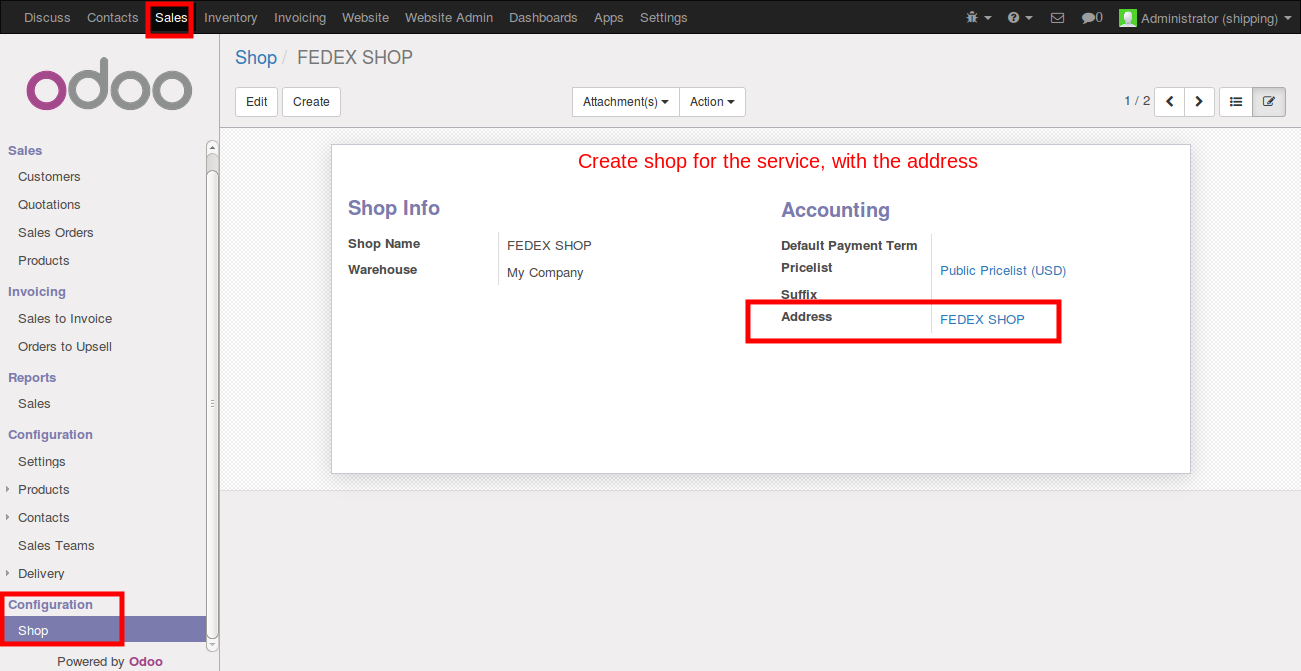 Discuss Contacts Sales Inventory Invoicing Website Website Admin Dashboards Apps Settings 0 Administrator (shipping)
odoo
Shop / FEDEX SHOP
Edit Create Attachment(s) Action 1 / 2
Sales
Customers
Quotations
Sales Orders
Products
Invoicing
Sales to Invoice
Orders to Upsell
Reports
Sales
Configuration
Settings
Products
Contacts
Sales Teams
Delivery
Configuration
Shop
Powered by Odoo
Create shop for the service, with the address
Shop Info
Shop Name FEDEX SHOP
Warehouse My Company
Accounting
Default Payment Term
Pricelist Public Pricelist (USD)
Suffix
Address FEDEX SHOP